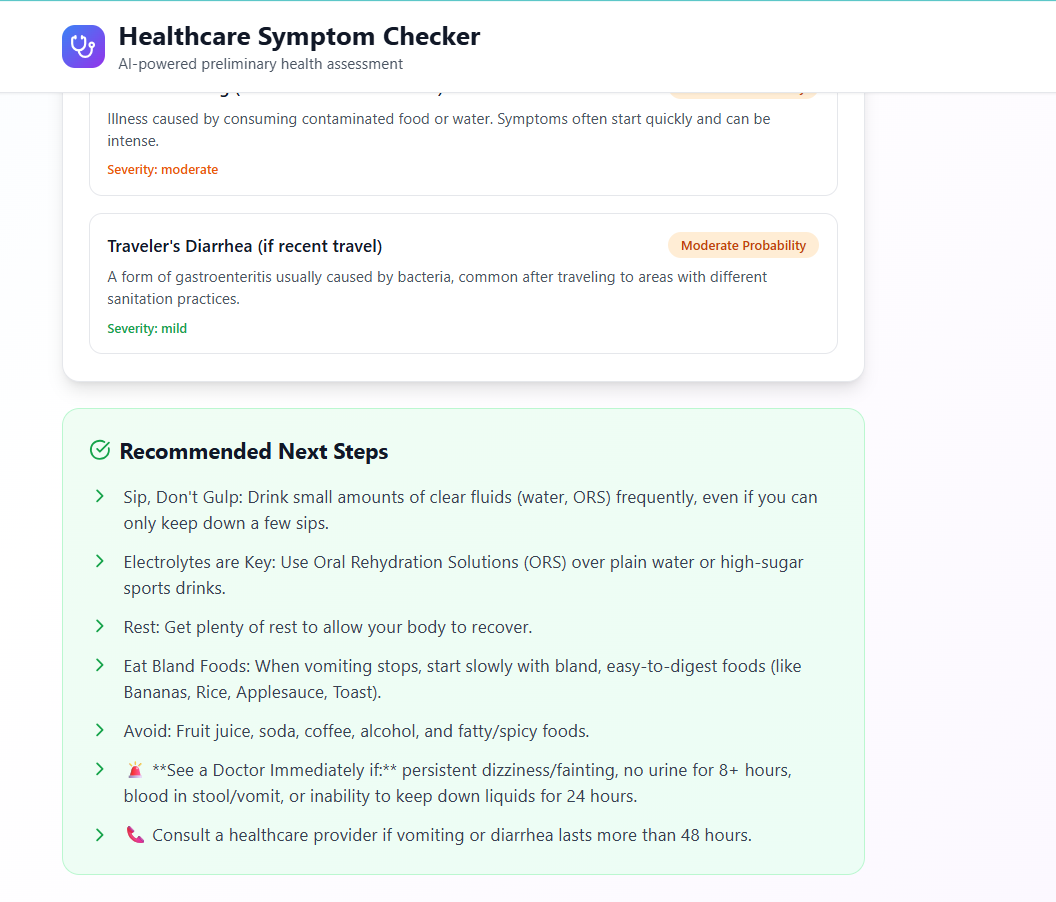 Healthcare Symptom Checker
AI-powered preliminary health assessment
Illness caused by consuming contaminated food or water. Symptoms often start quickly and can be
intense.
Severity: moderate
Traveler's Diarrhea (if recent travel)
Moderate Probability
A form of gastroenteritis usually caused by bacteria, common after traveling to areas with different
sanitation practices.
Severity: mild
Recommended Next Steps
Sip, Don't Gulp: Drink small amounts of clear fluids (water, ORS) frequently, even if you can
only keep down a few sips.
Electrolytes are Key: Use Oral Rehydration Solutions (ORS) over plain water or high-sugar
sports drinks.
Rest: Get plenty of rest to allow your body to recover.
Eat Bland Foods: When vomiting stops, start slowly with bland, easy-to-digest foods (like
Bananas, Rice, Applesauce, Toast).
Avoid: Fruit juice, soda, coffee, alcohol, and fatty/spicy foods.
🚨 **See a Doctor Immediately if:** persistent dizziness/fainting, no urine for 8+ hours,
blood in stool/vomit, or inability to keep down liquids for 24 hours.
📞 Consult a healthcare provider if vomiting or diarrhea lasts more than 48 hours.